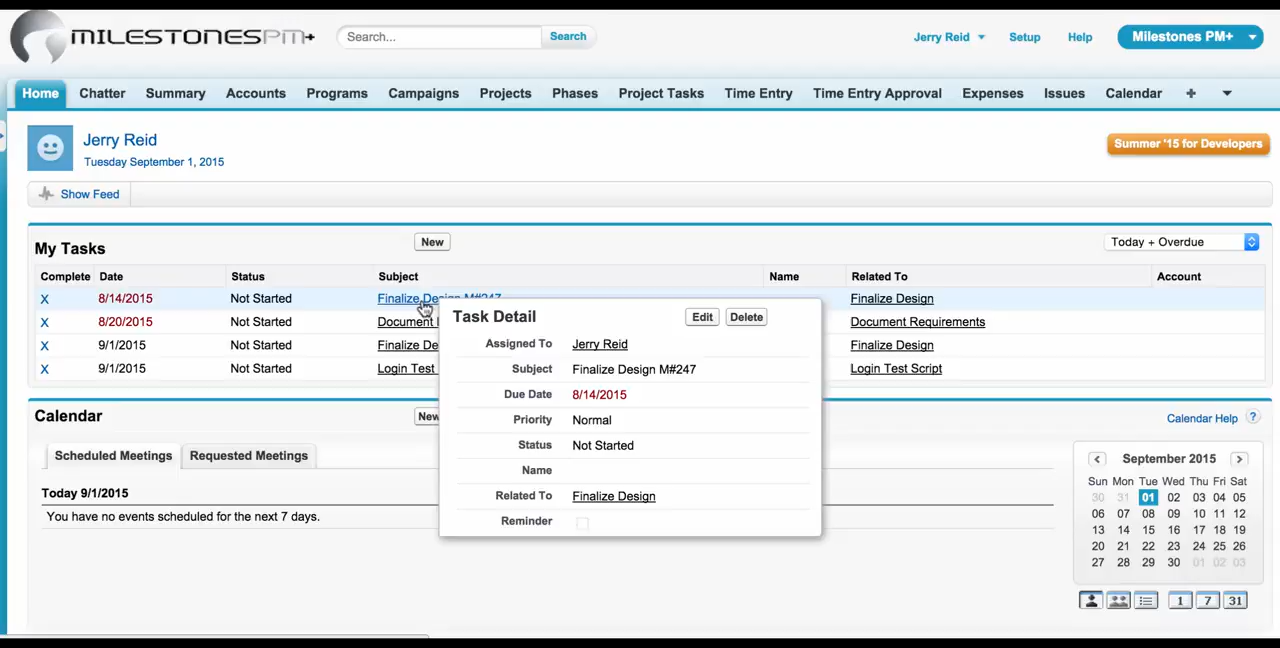 MILESTONESPM+
Search... Search
Jerry Reid Setup Help Milestones PM+
Home Chatter Summary Accounts Programs Campaigns Projects Phases Project Tasks Time Entry Time Entry Approval Expenses Issues Calendar +
Jerry Reid
Tuesday September 1, 2015
Summer '15 for Developers
Show Feed
My Tasks New Today + Overdue
Complete Date Status Subject Name Related To Account
X 8/14/2015 Not Started Finalize Design M#247 Finalize Design
X 8/20/2015 Not Started Document Document Requirements
X 9/1/2015 Not Started Finalize De Finalize Design
X 9/1/2015 Not Started Login Test Login Test Script
Task Detail Edit Delete
Assigned To Jerry Reid
Subject Finalize Design M#247
Due Date 8/14/2015
Priority Normal
Status Not Started
Name
Related To Finalize Design
Reminder
Calendar New Calendar Help ?
Scheduled Meetings Requested Meetings
Today 9/1/2015
You have no events scheduled for the next 7 days.
< September 2015 >
Sun Mon Tue Wed Thu Fri Sat
30 31 01 02 03 04 05
06 07 08 09 10 11 12
13 14 15 16 17 18 19
20 21 22 23 24 25 26
27 28 29 30 01 02 03
1 7 31